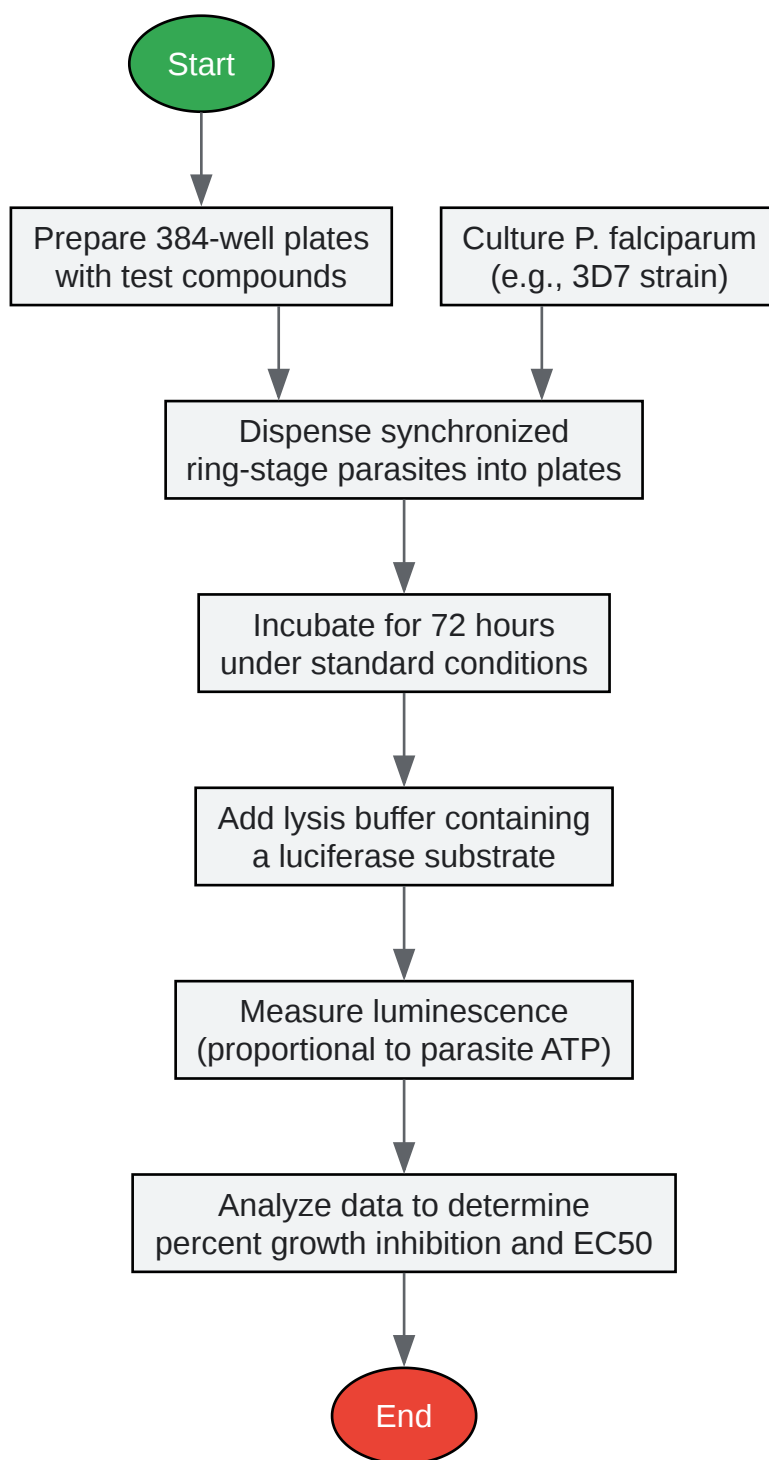 Start
Prepare 384-well plates
with test compounds
Culture P. falciparum
(e.g., 3D7 strain)
Dispense synchronized
ring-stage parasites into plates
Incubate for 72 hours
under standard conditions
Add lysis buffer containing
a luciferase substrate
Measure luminescence
(proportional to parasite ATP)
Analyze data to determine
percent growth inhibition and EC50
End